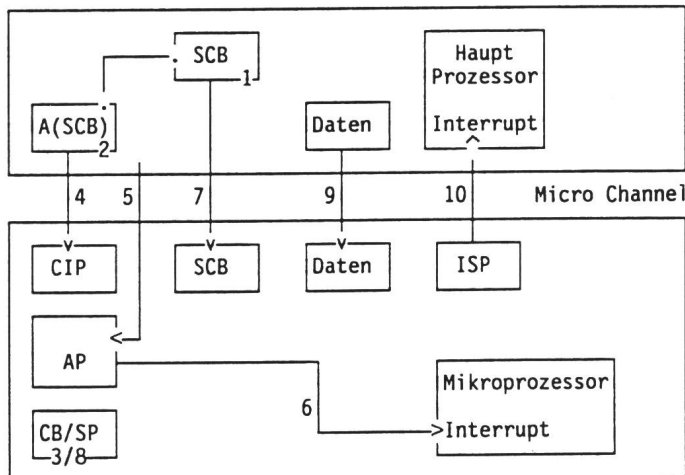 SCB
1
Haupt
Prozessor
Interrupt
A(SCB)
2
Daten
4 5 7 9 10 Micro Channel
CIP SCB Daten ISP
AP
Mikroprozessor
6
Interrupt
CB/SP
3/8